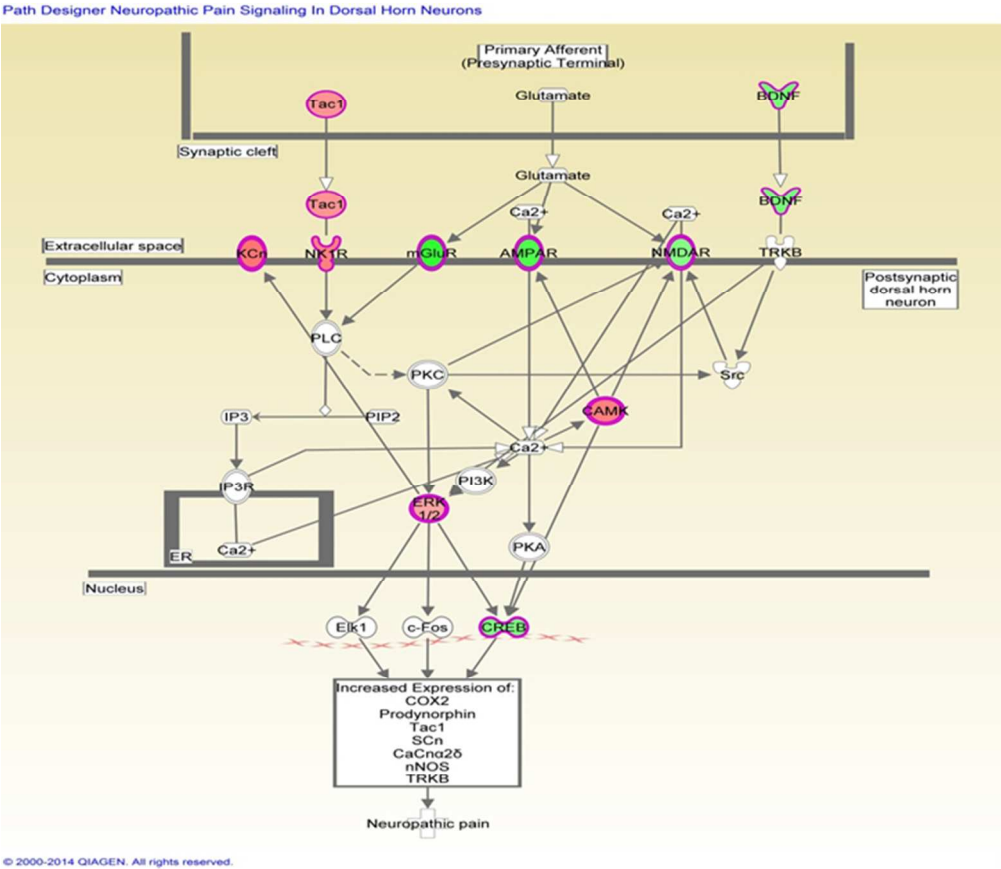 Path Designer Neuropathic Pain Signaling In Dorsal Horn Neurons
Primary Afferent
(Presynaptic Terminal)
Tac1
Glutamate
BDNF
Synaptic cleft
Glutamate
Tac1
Ca2+
Ca2+
BDNF
Extracellular space
KCn
NK1R
mGluR
AMPAR
NMDAR
TRKB
Cytoplasm
Postsynaptic
dorsal horn
neuron
PLC
PKC
Src
IP3
PIP2
CAMK
Ca2+
IP3R
PI3K
ERK
1/2
Ca2+
ER
PKA
Nucleus
Elk1
c-Fos
CREB
Increased Expression of:
COX2
Prodynorphin
Tac1
SCn
CaCnα2δ
nNOS
TRKB
Neuropathic pain
© 2000-2014 QIAGEN. All rights reserved.